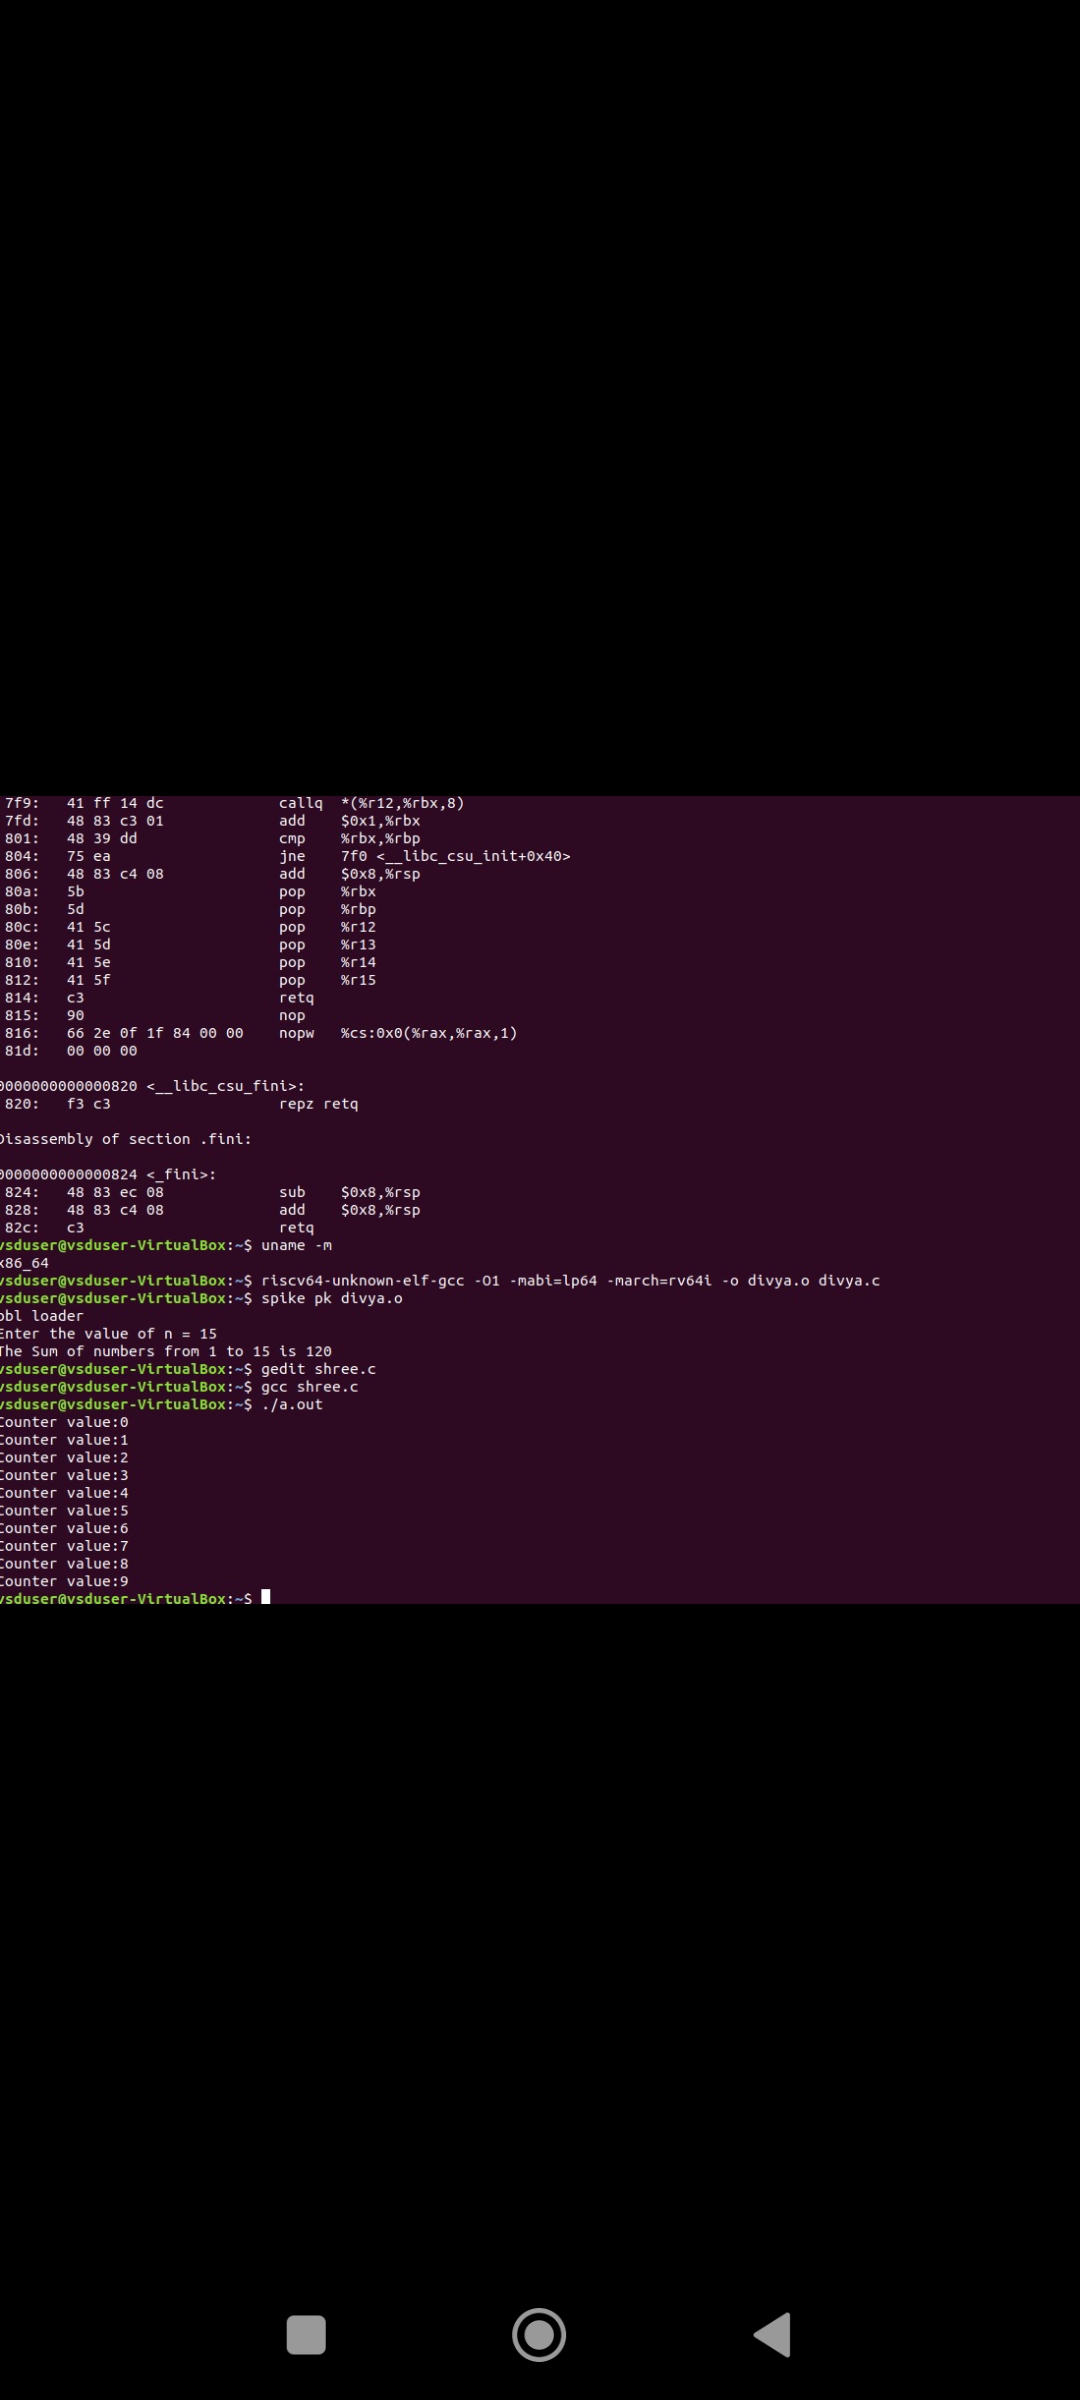 7f9: 41 ff 14 dc callq *(%r12,%rbx,8)
7fd: 48 83 c3 01 add $0x1,%rbx
801: 48 39 dd cmp %rbx,%rbp
804: 75 ea jne 7f0 <__libc_csu_init+0x40>
806: 48 83 c4 08 add $0x8,%rsp
80a: 5b pop %rbx
80b: 5d pop %rbp
80c: 41 5c pop %r12
80e: 41 5d pop %r13
810: 41 5e pop %r14
812: 41 5f pop %r15
814: c3 retq
815: 90 nop
816: 66 2e 0f 1f 84 00 00 nopw %cs:0x0(%rax,%rax,1)
81d: 00 00 00
0000000000000820 <__libc_csu_fini>:
820: f3 c3 repz retq
Disassembly of section .fini:
0000000000000824 <_fini>:
824: 48 83 ec 08 sub $0x8,%rsp
828: 48 83 c4 08 add $0x8,%rsp
82c: c3 retq
vsduser@vsduser-VirtualBox:~$ uname -m
x86_64
vsduser@vsduser-VirtualBox:~$ riscv64-unknown-elf-gcc -O1 -mabi=lp64 -march=rv64i -o divya.o divya.c
vsduser@vsduser-VirtualBox:~$ spike pk divya.o
bbl loader
Enter the value of n = 15
The Sum of numbers from 1 to 15 is 120
vsduser@vsduser-VirtualBox:~$ gedit shree.c
vsduser@vsduser-VirtualBox:~$ gcc shree.c
vsduser@vsduser-VirtualBox:~$ ./a.out
Counter value:0
Counter value:1
Counter value:2
Counter value:3
Counter value:4
Counter value:5
Counter value:6
Counter value:7
Counter value:8
Counter value:9
vsduser@vsduser-VirtualBox:~$